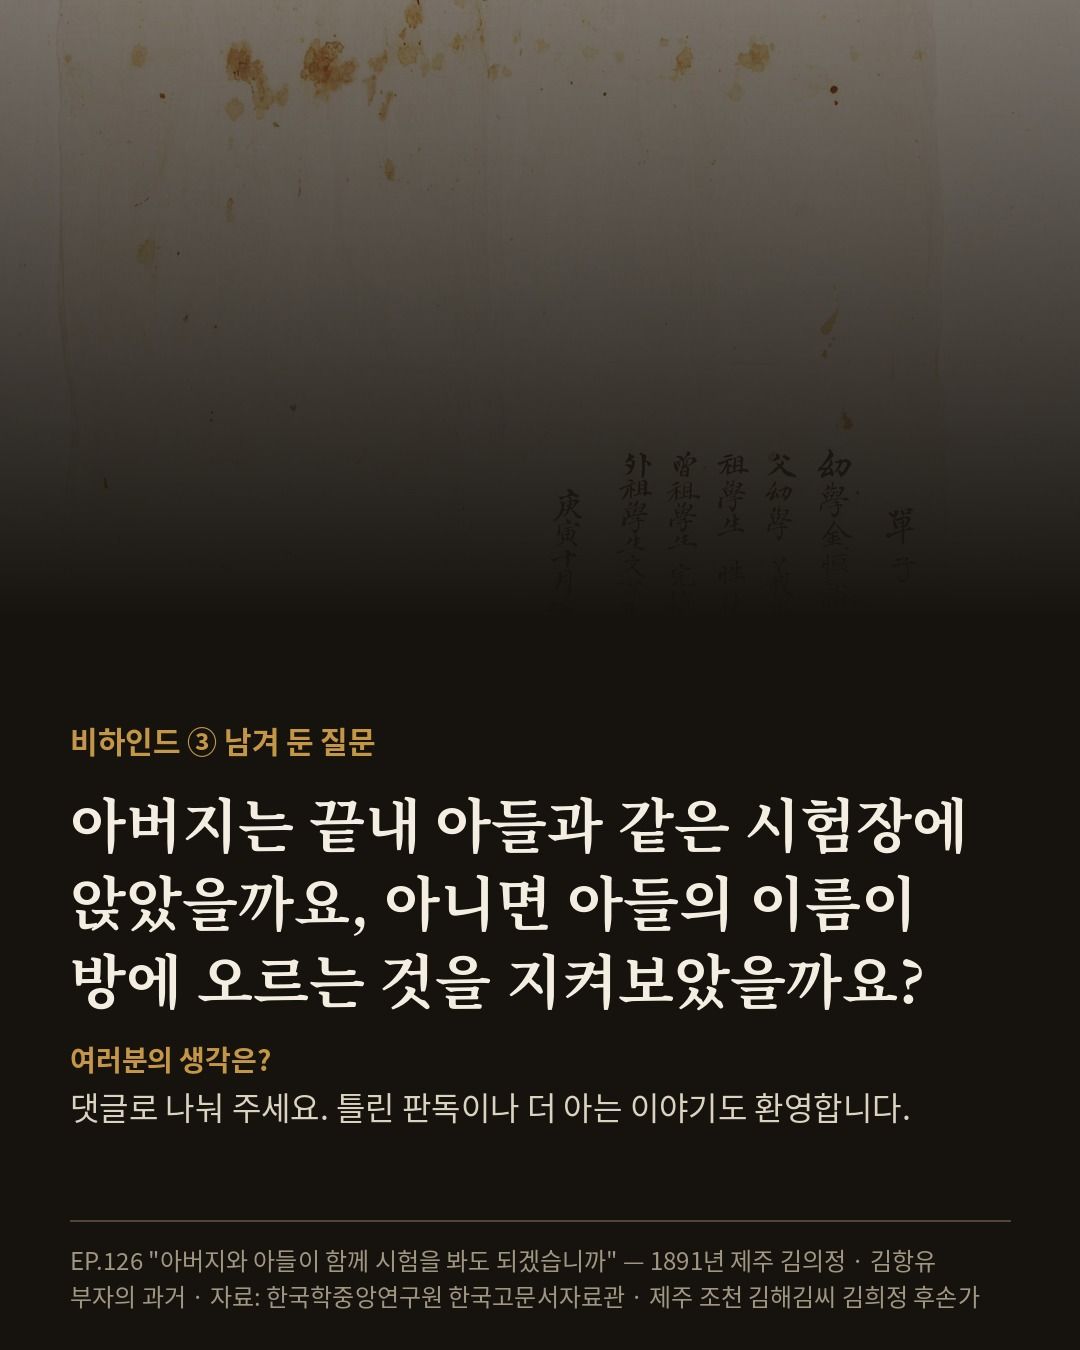 單子
幼學金恒
父幼學
祖學生 性
曾祖學生
外祖學生文
庚寅十月
비하인드 ③ 남겨 둔 질문
아버지는 끝내 아들과 같은 시험장에
앉았을까요, 아니면 아들의 이름이
방에 오르는 것을 지켜보았을까요?
여러분의 생각은?
댓글로 나눠 주세요. 틀린 판독이나 더 아는 이야기도 환영합니다.
EP.126 "아버지와 아들이 함께 시험을 봐도 되겠습니까" — 1891년 제주 김의정 · 김항유
부자의 과거 · 자료: 한국학중앙연구원 한국고문서자료관 · 제주 조천 김해김씨 김희정 후손가